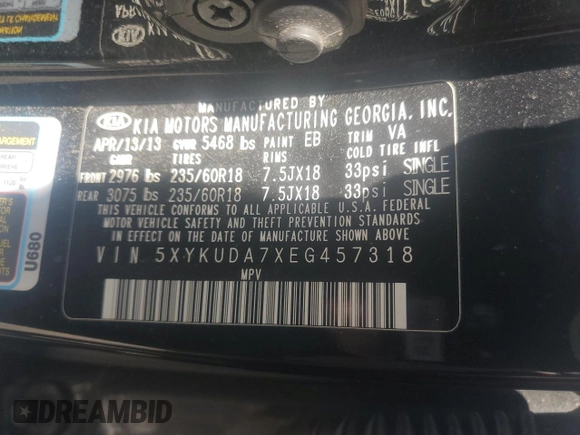 MANUFACTURED BY
KIA KIA MOTORS MANUFACTURING GEORGIA, INC.
APR/13/13 GVWR 5468 lbs PAINT EB TRIM VA
GAWR TIRES RIMS COLD TIRE INFL
FRONT 2976 lbs 235/60R18 7.5JX18 33psi SINGLE
REAR 3075 lbs 235/60R18 7.5JX18 33psi SINGLE
THIS VEHICLE CONFORMS TO ALL APPLICABLE U.S.A. FEDERAL
MOTOR VEHICLE SAFETY AND THEFT PREVENTION STANDARDS
IN EFFECT ON THE DATE OF MANUFACTURE SHOWN ABOVE.
VIN 5XYKUDA7XEG457318
MPV
U680
DREAMBID